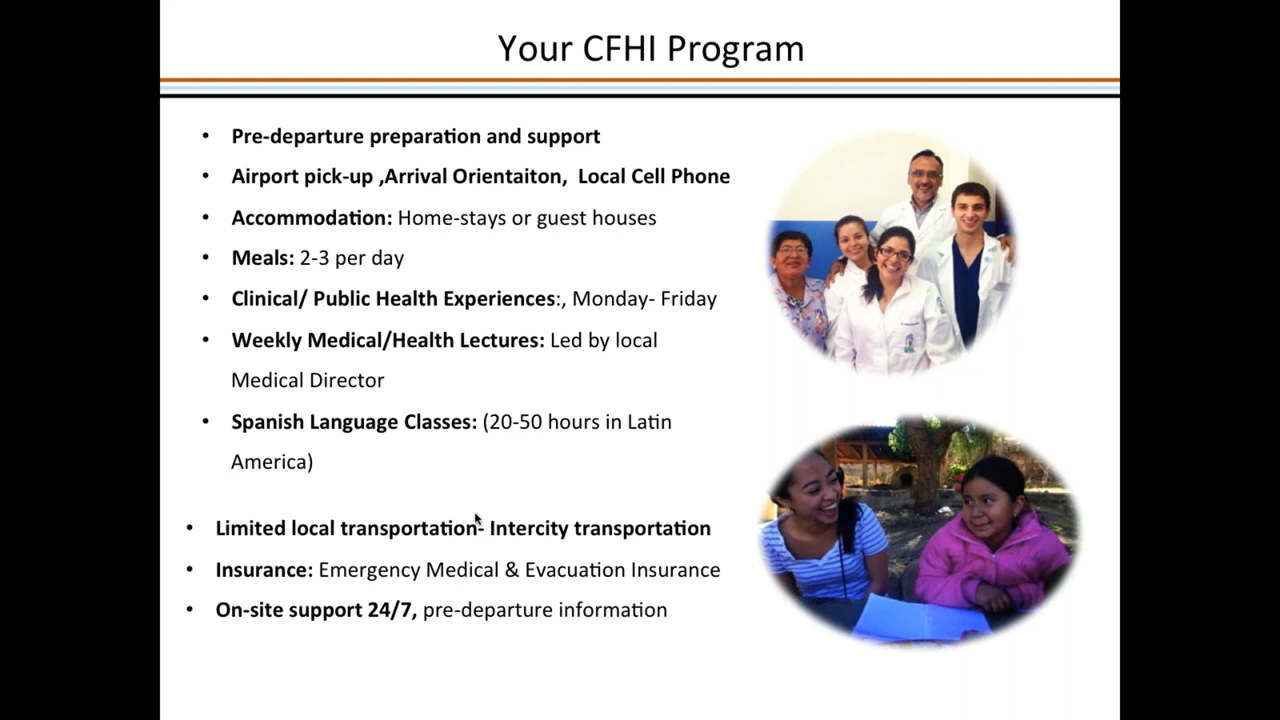 Your CFHI Program
• Pre-departure preparation and support
• Airport pick-up ,Arrival Orientaiton, Local Cell Phone
• Accommodation: Home-stays or guest houses
• Meals: 2-3 per day
• Clinical/ Public Health Experiences:, Monday- Friday
• Weekly Medical/Health Lectures: Led by local
Medical Director
• Spanish Language Classes: (20-50 hours in Latin
America)
• Limited local transportation- Intercity transportation
• Insurance: Emergency Medical & Evacuation Insurance
• On-site support 24/7, pre-departure information